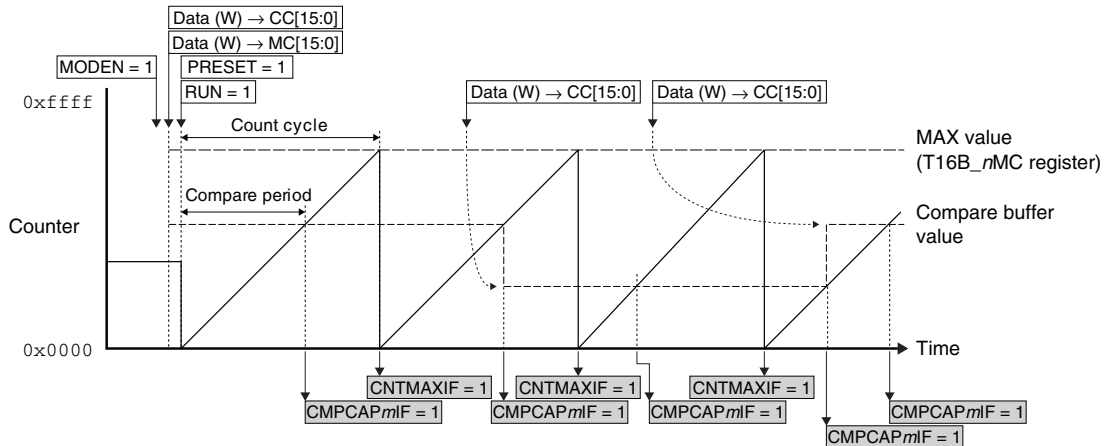 Data (W) → CC[15:0]
Data (W) → MC[15:0]
MODEN = 1
PRESET = 1
RUN = 1
Data (W) → CC[15:0]
Data (W) → CC[15:0]
0xffff
Count cycle
MAX value
(T16B_nMC register)
Compare period
Counter
Compare buffer
value
0x0000
Time
CNTMAXIF = 1
CNTMAXIF = 1
CNTMAXIF = 1
CMPCAPmIF = 1
CMPCAPmIF = 1
CMPCAPmIF = 1
CMPCAPmIF = 1
CMPCAPmIF = 1